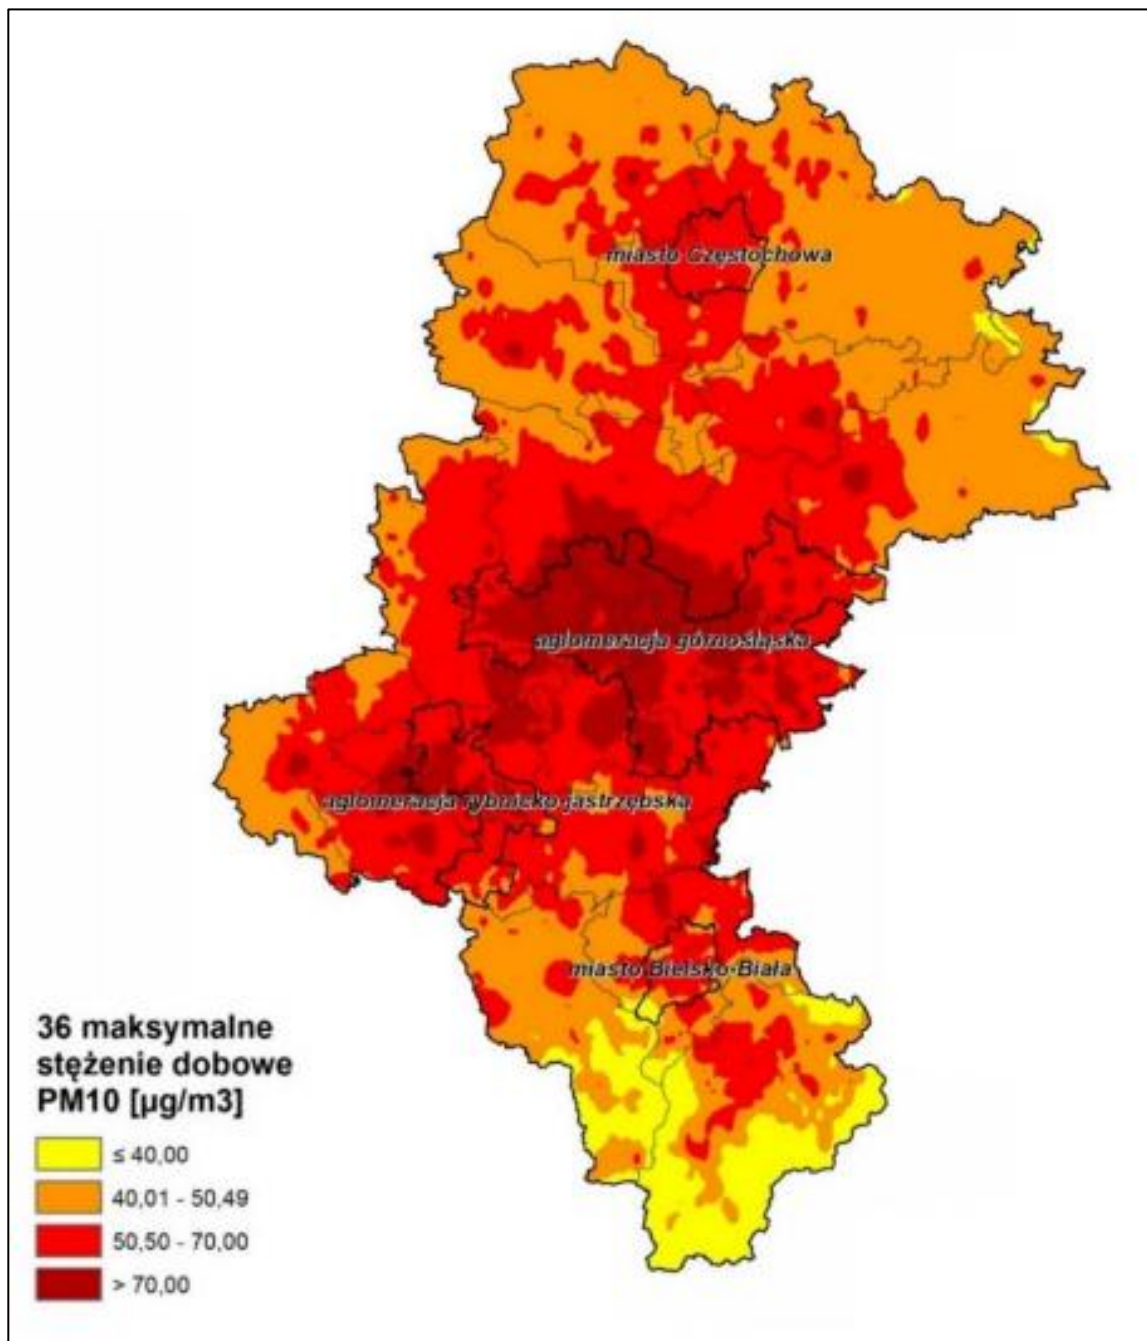 miasto Częstochowa
aglomeracja górnośląska
aglomeracja rybnicko-jastrzębska
miasto Bielsko-Biała
36 maksymalne
stężenie dobowe
PM10 [µg/m3]
≤ 40,00
40,01 - 50,49
50,50 - 70,00
> 70,00